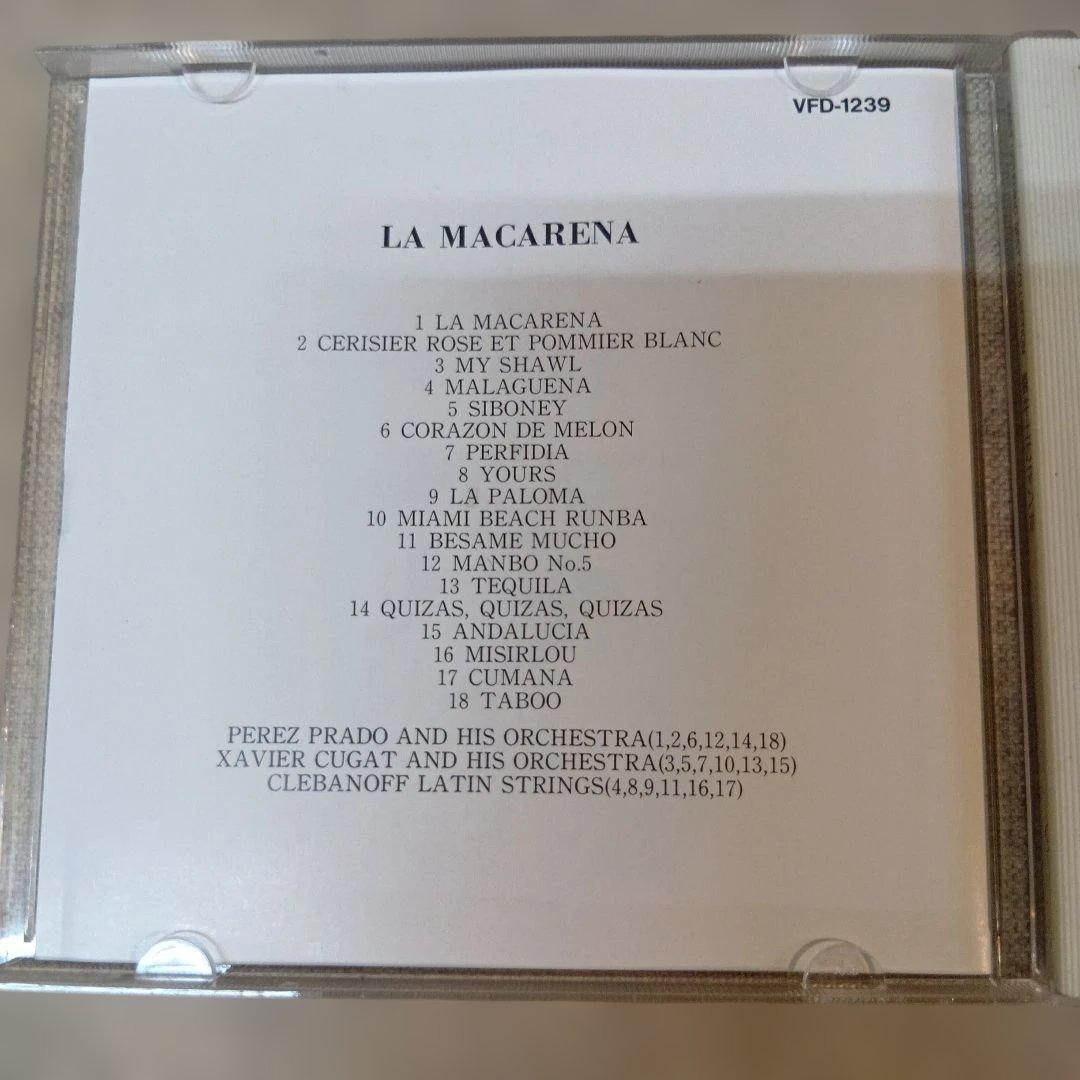 VFD-1239
LA MACARENA
1 LA MACARENA
2 CERISIER ROSE ET POMMIER BLANC
3 MY SHAWL
4 MALAGUENA
5 SIBONEY
6 CORAZON DE MELON
7 PERFIDIA
8 YOURS
9 LA PALOMA
10 MIAMI BEACH RUNBA
11 BESAME MUCHO
12 MANBO No.5
13 TEQUILA
14 QUIZAS, QUIZAS, QUIZAS
15 ANDALUCIA
16 MISIRLOU
17 CUMANA
18 TABOO
PEREZ PRADO AND HIS ORCHESTRA(1,2,6,12,14,18)
XAVIER CUGAT AND HIS ORCHESTRA(3,5,7,10,13,15)
CLEBANOFF LATIN STRINGS(4,8,9,11,16,17)